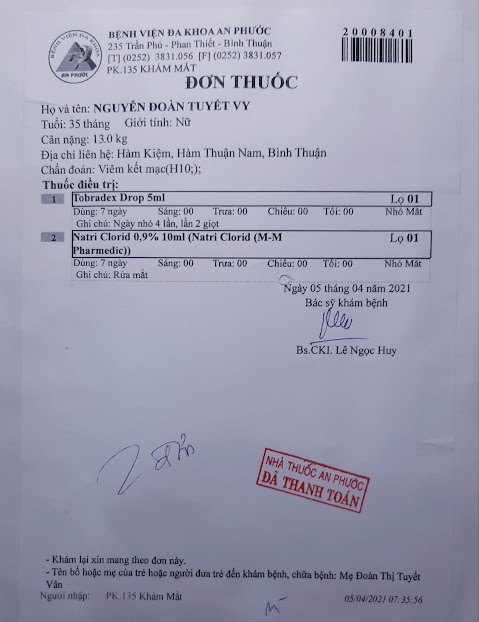 BỆNH VIỆN ĐA KHOA AN PHƯỚC
235 Trần Phú - Phan Thiết - Bình Thuận
[T] (0252) 3831.056 [F] (0252) 3831.057
PK.135 KHÁM MẮT
BỆNH VIỆN ĐA KHOA
AN PHƯỚC
20008401
ĐƠN THUỐC
Họ và tên: NGUYỄN ĐOÀN TUYẾT VY
Tuổi: 35 tháng Giới tính: Nữ
Cân nặng: 13.0 kg
Địa chỉ liên hệ: Hàm Kiệm, Hàm Thuận Nam, Bình Thuận
Chẩn đoán: Viêm kết mạc(H10;);
Thuốc điều trị:
1 Tobradex Drop 5ml Lọ 01
Dùng: 7 ngày Sáng: 00 Trưa: 00 Chiều: 00 Tối: 00 Nhỏ Mắt
Ghi chú: Ngày nhỏ 4 lần, lần 2 giọt
2 Natri Clorid 0,9% 10ml (Natri Clorid (M-M Lọ 01
Pharmedic))
Dùng: 7 ngày Sáng: 00 Trưa: 00 Chiều: 00 Tối: 00 Nhỏ Mắt
Ghi chú: Rửa mắt
Ngày 05 tháng 04 năm 2021
Bác sỹ khám bệnh
Bs.CKI. Lê Ngọc Huy
NHÀ THUỐC AN PHƯỚC
ĐÃ THANH TOÁN
- Khám lại xin mang theo đơn này.
- Tên bố hoặc mẹ của trẻ hoặc người đưa trẻ đến khám bệnh, chữa bệnh: Mẹ Đoàn Thị Tuyết
Vân
Người nhập: PK.135 Khám Mắt 05/04/2021 07:35:56